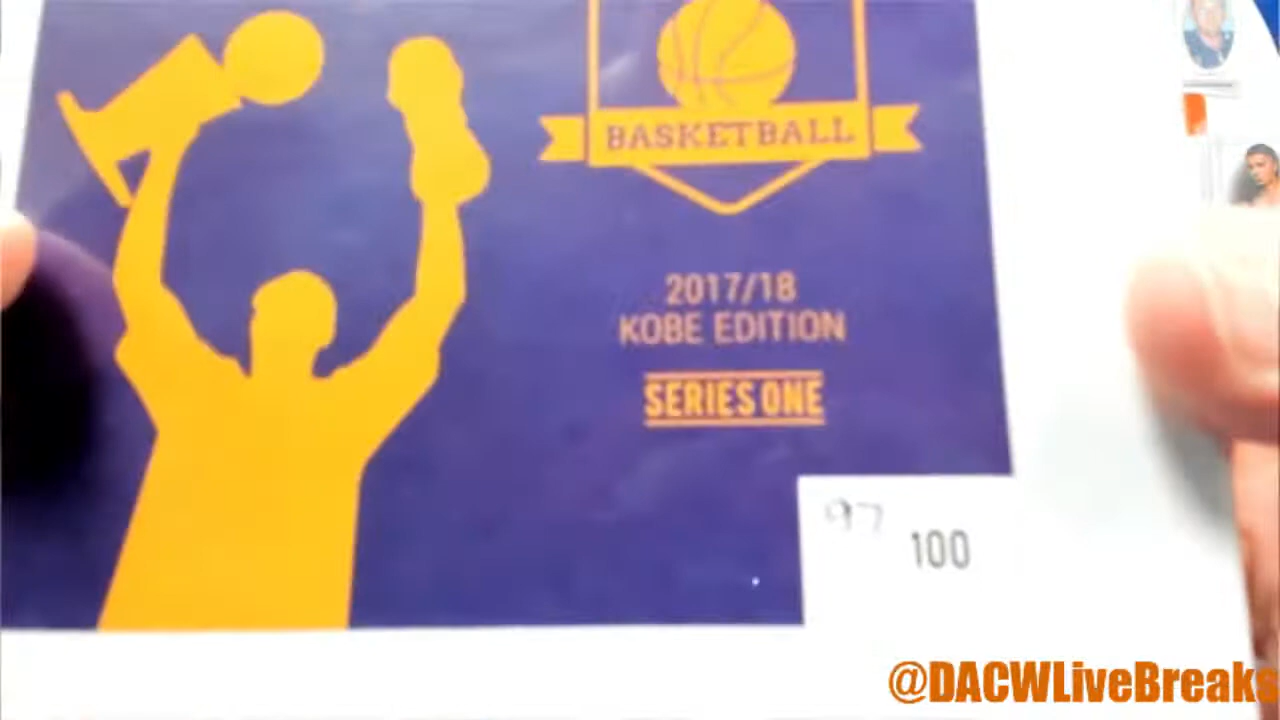 BASKETBALL
2017/18
KOBE EDITION
SERIES ONE
97
100
@DACWLiveBreaks